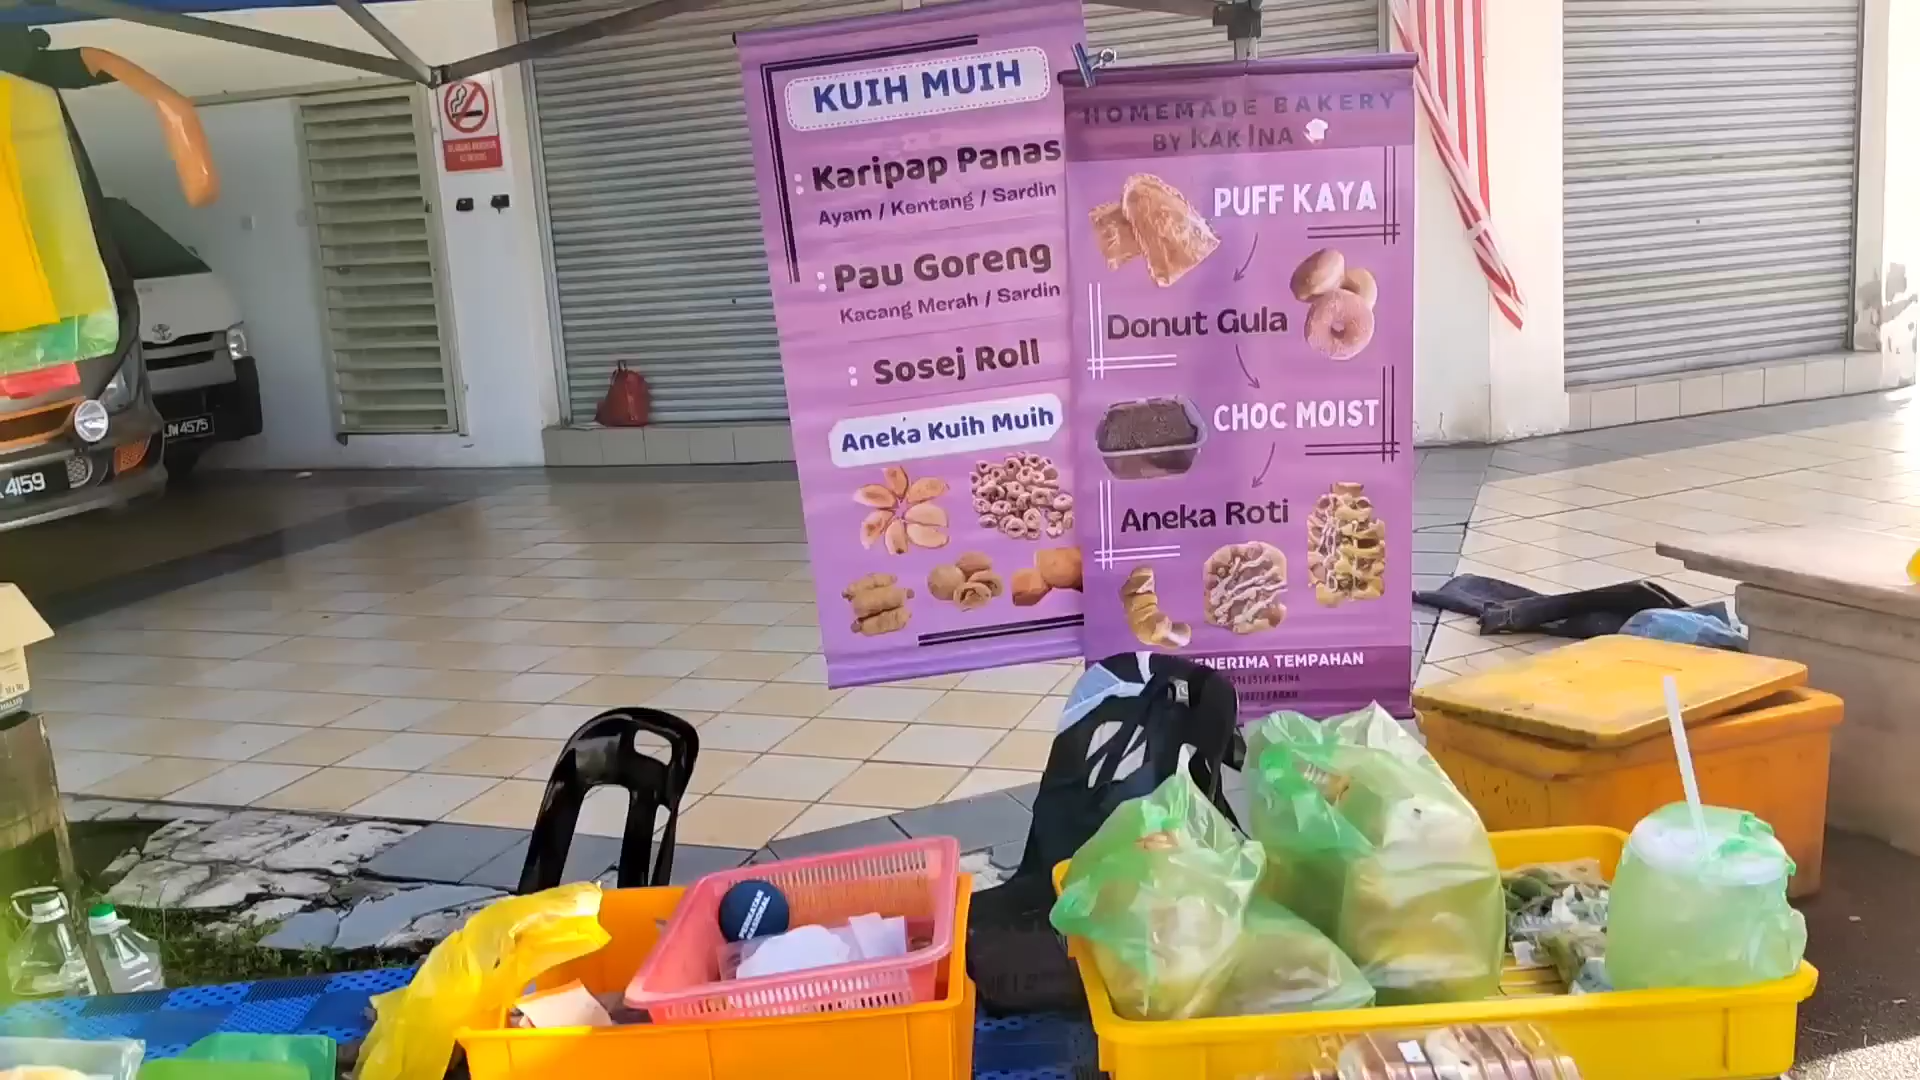 KUIH MUIH
Karipap Panas
Ayam / Kentang / Sardin
Pau Goreng
Kacang Merah / Sardin
Sosej Roll
Aneka Kuih Muih
HOMEMADE BAKERY
BY KAK INA
PUFF KAYA
Donut Gula
CHOC MOIST
Aneka Roti
TEMPAHAN
4575
4159